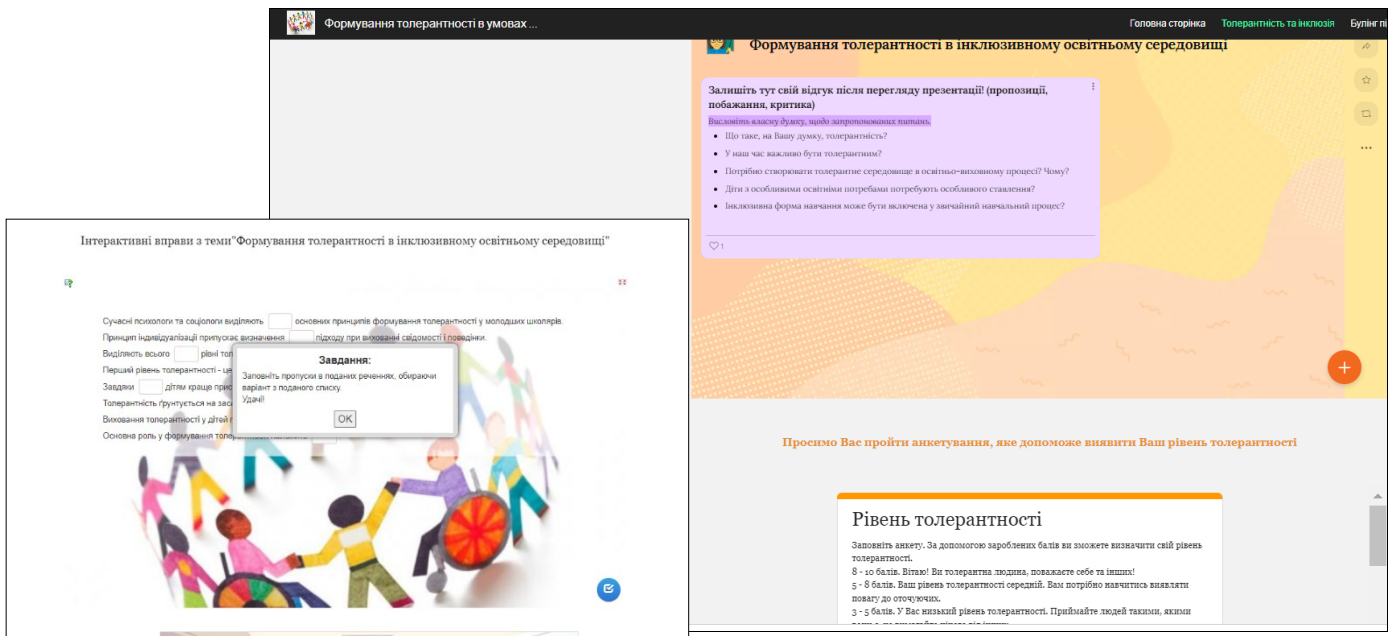 Формування толерантності в умовах ...
Головна сторінка
Толерантність та інклюзія
Булінг пі
Формування толерантності в інклюзивному освітньому середовищі
Залишіть тут свій відгук після перегляду презентації! (пропозиції,
побажання, критика)
Висловіть власну думку, щодо запропонованих питань.
• Що таке, на Вашу думку, толерантність?
• У наш час важливо бути толерантним?
• Потрібно створювати толерантне середовище в освітньо-виховному процесі? Чому?
• Діти з особливими освітніми потребами потребують особливого ставлення?
• Інклюзивна форма навчання може бути включена у звичайний навчальний процес?
1
Інтерактивні вправи з теми"Формування толерантності в інклюзивному освітньому середовищі"
Сучасні психологи та соціологи виділяють основних принципів формування толерантності у молодших школярів.
Принцип індивідуалізації припускає визначення підходу при вихованні свідомості і поведінки.
Виділяють всього рівні тол
Перший рівень толерантності - це
Завдяки дітям краще прис
Толерантність ґрунтується на зас
Виховання толерантності у дітей п
Основна роль у формування толер
Завдання:
Заповніть пропуски в поданих реченнях, обираючи
варіант з поданого списку.
Удачі!
OK
Просимо Вас пройти анкетування, яке допоможе виявити Ваш рівень толерантності
Рівень толерантності
Заповніть анкету. За допомогою зароблених балів ви зможете визначити свій рівень
толерантності.
8 - 10 балів. Вітаю! Ви толерантна людина, поважаєте себе та інших!
5 - 8 балів. Ваш рівень толерантності середній. Вам потрібно навчитись виявляти
повагу до оточуючих.
3 - 5 балів. У Вас низький рівень толерантності. Приймайте людей такими, якими